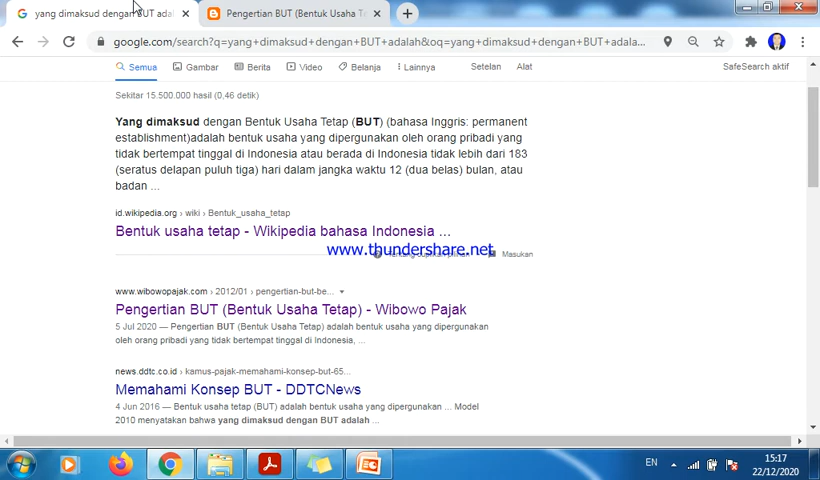 yang dimaksud dengan BUT ada
Pengertian BUT (Bentuk Usaha Te
google.com/search?q=yang+dimaksud+dengan+BUT+adalah&oq=yang+dimaksud+dengan+BUT+adala...
Semua Gambar Berita Video Belanja Lainnya Setelan Alat SafeSearch aktif
Sekitar 15.500.000 hasil (0,46 detik)
Yang dimaksud dengan Bentuk Usaha Tetap (BUT) (bahasa Inggris: permanent
establishment)adalah bentuk usaha yang dipergunakan oleh orang pribadi yang
tidak bertempat tinggal di Indonesia atau berada di Indonesia tidak lebih dari 183
(seratus delapan puluh tiga) hari dalam jangka waktu 12 (dua belas) bulan, atau
badan ...
id.wikipedia.org › wiki › Bentuk_usaha_tetap
Bentuk usaha tetap - Wikipedia bahasa Indonesia ...
www.thundershare.net
Masukan
www.wibowopajak.com › 2012/01 › pengertian-but-be...
Pengertian BUT (Bentuk Usaha Tetap) - Wibowo Pajak
5 Jul 2020 — Pengertian BUT (Bentuk Usaha Tetap) adalah bentuk usaha yang dipergunakan
oleh orang pribadi yang tidak bertempat tinggal di Indonesia, ...
news.ddtc.co.id › kamus-pajak-memahami-konsep-but-65...
Memahami Konsep BUT - DDTCNews
4 Jun 2016 — Bentuk usaha tetap (BUT) adalah bentuk usaha yang dipergunakan ... Model
2010 menyatakan bahwa yang dimaksud dengan BUT adalah ...
EN
15:17
22/12/2020